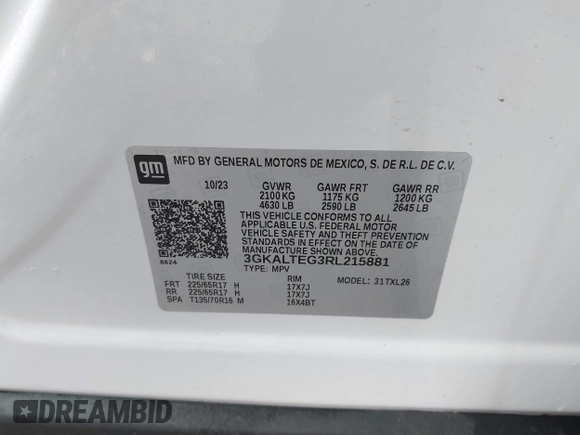 gm
MFD BY GENERAL MOTORS DE MEXICO, S. DE R.L. DE C.V.
10/23 GVWR GAWR FRT GAWR RR
2100 KG 1175 KG 1200 KG
4630 LB 2590 LB 2645 LB
THIS VEHICLE CONFORMS TO ALL
APPLICABLE U.S. FEDERAL MOTOR
VEHICLE SAFETY AND THEFT PREVENTION
STANDARDS IN EFFECT ON THE DATE OF
MANUFACTURE SHOWN ABOVE.
3GKALTEG3RL215881
8624
TYPE: MPV MODEL: 31TXL26
TIRE SIZE RIM
FRT 225/65R17 H 17X7J
RR 225/65R17 H 17X7J
SPA T135/70R16 M 16X4BT
DREAMBID